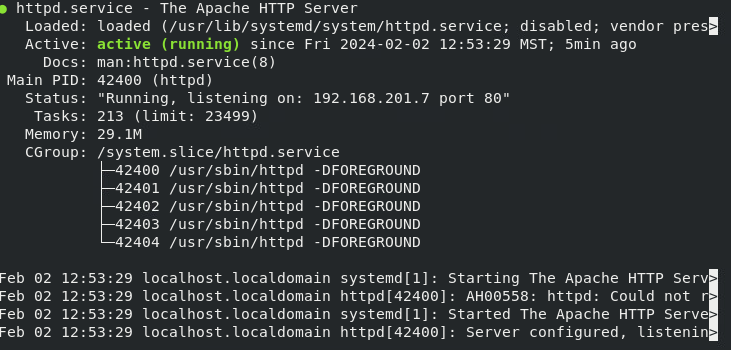 ● httpd.service - The Apache HTTP Server
   Loaded: loaded (/usr/lib/systemd/system/httpd.service; disabled; vendor pres>
   Active: active (running) since Fri 2024-02-02 12:53:29 MST; 5min ago
     Docs: man:httpd.service(8)
 Main PID: 42400 (httpd)
   Status: "Running, listening on: 192.168.201.7 port 80"
    Tasks: 213 (limit: 23499)
   Memory: 29.1M
   CGroup: /system.slice/httpd.service
           ├─42400 /usr/sbin/httpd -DFOREGROUND
           ├─42401 /usr/sbin/httpd -DFOREGROUND
           ├─42402 /usr/sbin/httpd -DFOREGROUND
           ├─42403 /usr/sbin/httpd -DFOREGROUND
           └─42404 /usr/sbin/httpd -DFOREGROUND

Feb 02 12:53:29 localhost.localdomain systemd[1]: Starting The Apache HTTP Serv>
Feb 02 12:53:29 localhost.localdomain httpd[42400]: AH00558: httpd: Could not r>
Feb 02 12:53:29 localhost.localdomain systemd[1]: Started The Apache HTTP Serve>
Feb 02 12:53:29 localhost.localdomain httpd[42400]: Server configured, listenin>